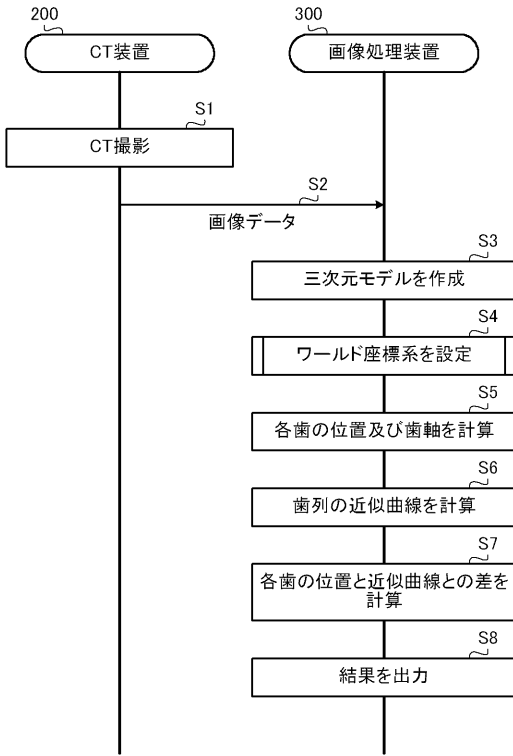 200
300
CT装置
画像処理装置
S1
CT撮影
S2
画像データ
S3
三次元モデルを作成
S4
ワールド座標系を設定
S5
各歯の位置及び歯軸を計算
S6
歯列の近似曲線を計算
S7
各歯の位置と近似曲線との差を
計算
S8
結果を出力